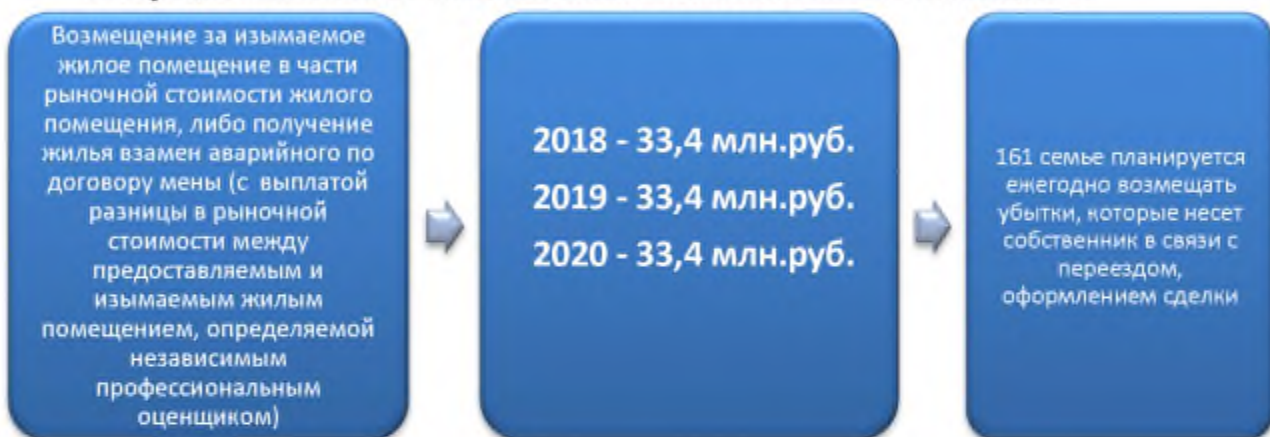 Возмещение за изымаемое
жилое помещение в части
рыночной стоимости жилого
помещения, либо получение
жилья взамен аварийного по
договору мены (с выплатой
разницы в рыночной
стоимости между
предоставляемым и
изымаемым жилым
помещением, определяемой
независимым
профессиональным
оценщиком)
2018 - 33,4 млн.руб.
2019 - 33,4 млн.руб.
2020 - 33,4 млн.руб.
161 семье планируется
ежегодно возмещать
убытки, которые несет
собственник в связи с
переездом,
оформлением сделки